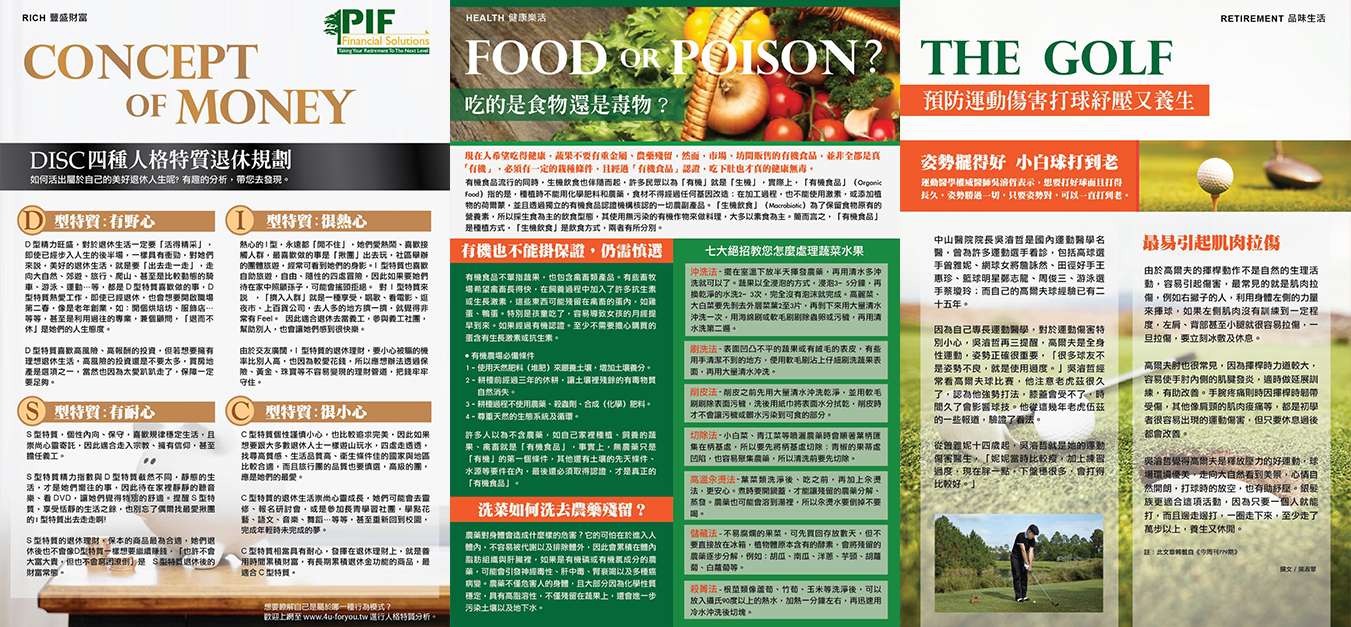 RICH 豐盛財富
PIF
Financial Solutions
Taking Your Retirement To The Next Level
CONCEPT
OF MONEY
DISC四種人格特質退休規劃
如何活出屬於自己的美好退休人生呢? 有趣的分析，帶您去發現。
D 型特質：有野心
D型精力旺盛，對於退休生活一定要「活得精采」，
即使已經步入人生的後半場，一樣具有衝勁，對她們
來說，美好的退休生活，就是要「出去走一走」，走
向大自然、郊遊、旅行、爬山、甚至是比較動態的騎
車、游泳、運動…等，都是D型特質喜歡做的事，D
型特質熱愛工作，即使已經退休，也會想要開啟職場
第二春，像是老年創業，如：開個烘培坊、服飾店…
等等，甚至是利用過往的專業，兼個顧問，「退而不
休」是她們的人生態度。
D型特質喜歡高風險、高報酬的投資，但若想要擁有
理想退休生活，高風險的投資還是不要太多，買房地
產是選項之一，當然也因為太愛趴趴走了，保障一定
要足夠。
I 型特質：很熱心
熱心的I型，永遠都「閒不住」，她們愛熱鬧、喜歡接
觸人群，最喜歡做的事是「揪團」出去玩，社區舉辦
的團體旅遊，經常可看到她們的身影。I型特質也喜歡
自助旅遊，自由、隨性的生活很適合她，因此如果要她們
待在家中照顧孫子，可能會搖頭拒絕。 對I型特質來
說 ，「擠入人群」就是一種享受，唱歌、看電影、逛
夜市、上百貨公司，去人多的地方擠一擠，就覺得非
常有Feel。 因此適合退休去當義工，參與義工社團，
幫助別人，也會讓她們感到很快樂。
由於交友廣闊，I型特質的退休理財，要小心被騙的機
率比別人高，也因為較愛花錢，所以應想辦法透過保
險、黃金、珠寶等不容易變現的理財管道，把錢牢牢
守住。
S 型特質：有耐心
S型特質，個性內向、保守，喜歡規律穩定生活，且
崇尚心靈寄託，因此適合走入宗教、擁有信仰，甚至
擔任義工。
S型特質精力指數與D型特質截然不同，靜態的生
活，才是她們嚮往的事，因此待在家裡靜靜的聽音
樂、看DVD，讓她們覺得特別的舒適。提醒S型特
質，享受恬靜的生活之餘，也別忘了偶爾找最愛揪團
的I型特質出去走走啊!
S型特質的退休理財，保本的商品最為合適，她們退
休後也不會像D型特質一樣想要繼續賺錢，「也許不會
大富大貴，但也不會窮困潦倒」是 S型特質退休後的
財富常態。
C 型特質：很小心
C型特質個性謹慎小心，也比較追求完美，因此如果
想要跟大多數退休人士一樣遊山玩水，四處走透透，
找尋高質感、生活品質高、衛生條件佳的國家與地區
比較合適，而且旅行團的品質也要慎選，高級的團，
應是她們的最愛。
C型特質的退休生活崇尚心靈成長，她們可能會去靈
修、報名研討會，或是參加長青學習社團，學點花
藝、語文、音樂、舞蹈…等等，甚至重新回到校園，
完成年輕時未完成的夢。
C型特質相當具有耐心，發揮在退休理財上，就是善
用時間累積財富，有長期累積退休金功能的商品，最
適合C型特質。
想要瞭解自己是屬於哪一種行為模式？
歡迎上網至 www.4u-foryou.tw 進行人格特質分析。
HEALTH 健康樂活
FOOD OR POISON?
吃的是食物還是毒物？
現在人希望吃得健康，蔬果不要有重金屬、農藥殘留，然而，市場、坊間販售的有機食品，並非全都是真
「有機」，必須有一定的栽種條件，且經過「有機食品」認證，吃下肚也才真的健康無毒。
有機食品流行的同時，生機飲食也伴隨而起，許多民眾以為「有機」就是「生機」，實際上，「有機食品」（Organic
Food）指的是，種植時不能用化學肥料和農藥，食材不得經過任何基因改造；在加工過程，也不能使用激素，或添加植
物的荷爾蒙，並且透過獨立的有機食品認證機構核認的一切農副產品。「生機飲食」（Macrobiotic）為了保留食物原有的
營養素，所以採生食為主的飲食型態，其使用無污染的有機作物來做料理，大多以素食為主。簡而言之，「有機食品」
是種植方式，「生機飲食」是飲食方式，兩者有所分別。
有機也不能掛保證，仍需慎選
有機食品不單指蔬果，也包含禽畜類產品。有些畜牧
場希望禽畜長得快，在飼養過程中加入了許多抗生素
或生長激素，這些東西可能殘留在禽畜的蛋內，如雞
蛋、鴨蛋。特別是孩童吃了，容易導致女孩的月經提
早到來。如果經過有機認證。至少不需要擔心購買的
蛋含有生長激素或抗生素。
●有機農場必備條件
1－使用天然肥料（堆肥）來餵養土壤，增加土壤養分。
2－耕種前經過三年的休耕，讓土壤裡殘餘的有毒物質
自然消失。
3－耕種過程不使用農藥、殺蟲劑、合成（化學）肥料。
4－尊重天然的生態系統及循環。
許多人以為不含農藥，如自己家裡種植、飼養的蔬
果、禽畜就是「有機食品」，事實上，無農藥只是
「有機」的第一個條件，其他還有土壤的先天條件、
水源等要件在內，最後還必須取得認證，才是真正的
「有機食品」。
洗菜如何洗去農藥殘留？
農藥對身體會造成什麼樣的危害？它的可怕在於進入人
體內，不容易被代謝以及排除體外，因此會累積在體內
脂肪組織與肝臟裡，如果是有機磷或有機氯成分的農
藥，可能會引發神經毒性、肝中毒、腎衰竭以及多種癌
病變。農藥不僅危害人的身體，且大部分因為化學性質
穩定，具有高脂溶性，不僅殘留在蔬果上，還會進一步
污染土壤以及地下水。
七大絕招教您怎麼處理蔬菜水果
沖洗法－擺在室溫下放半天揮發農藥，再用清水多沖
洗就可以了。蔬果以全浸泡的方式，浸泡3-5分鐘，再
換乾淨的水洗2-3次，完全沒有泡沫就完成。高麗菜、
大白菜要先剝去外層菜葉2至3片，再剝下來用大量清水
沖洗一次，用海綿刷或軟毛刷刷除蟲卵或污穢，再用清
水洗第二遍。
刷洗法－表面凹凸不平的蔬果或有絨毛的表皮，有些
用手清潔不到的地方，使用軟毛刷沾上仔細刷洗蔬果表
面，再用大量清水沖洗。
削皮法－削皮之前先用大量清水沖洗乾淨，並用軟毛
刷刷除表面污穢，洗後用紙巾將表面水分拭乾，削皮時
才不會讓污穢或髒水污染到可食的部分。
切除法－小白菜、青江菜等噴灑農藥時會順著葉柄匯
集在柄基處，所以要先將柄基處切除；青椒的果蒂處
凹陷，也容易聚集農藥，所以清洗前要先切除。
高溫汆燙法－葉菜類洗淨後、吃之前，再加上汆燙
法，更安心。煮時要開鍋蓋，才能讓殘留的農藥分解、
蒸發。農藥也可能會溶到湯裡，所以汆燙水要倒掉不要
喝。
儲藏法－不易腐爛的果菜，可先買回存放數天，但不
要直接放在冰箱，植物體原本含有的酵素，會將殘留的
農藥逐步分解，例如：胡瓜、南瓜、洋蔥、芋頭、胡蘿
蔔、白蘿蔔等。
殺菁法－根莖類像蘆筍、竹筍、玉米等洗淨後，可以
放入攝氏90度以上的熱水，加熱一分鐘左右，再迅速用
冷水沖洗後切塊。
RETIREMENT 品味生活
THE GOLF
預防運動傷害打球紓壓又養生
姿勢擺得好 小白球打到老
運動醫學權威醫師吳濬哲表示，想要打好球而且打得
長久、姿勢勝過一切，只要姿勢對，可以一直打到老。
中山醫院院長吳濬哲是國內運動醫學名
醫，曾為許多運動選手看診，包括高球選
手曾雅妮、網球女將詹詠然、田徑好手王
惠珍、籃球明星鄭志龍、周俊三、游泳選
手蔡瓊玲；而自己的高爾夫球經驗已有二
十五年。
因為自己專長運動醫學，對於運動傷害特
別小心，吳濬哲再三提醒，高爾夫是全身
性運動，姿勢正確很重要，「很多球友不
是姿勢不良，就是使用過度。」吳濬哲經
常看高爾夫球比賽，他注意老虎茲很久
了，認為他強勢打法，膝蓋會受不了，時
間久了會影響球技。他從這幾年老虎伍茲
的一些報道，驗證了看法。
從曾雅妮十四歲起，吳濬哲就是她的運動
傷害醫生，「妮妮當時比較瘦，加上練習
過度，現在胖一點，下盤穩很多，會打得
比較好。」
最易引起肌肉拉傷
由於高爾夫的揮桿動作不是自然的生理活
動，容易引起傷害，最常見的就是肌肉拉
傷，例如右撇子的人，利用身體左側的力量
來揮球，如果左側肌肉沒有訓練到一定程
度，左肩、背部甚至小腿就很容易拉傷，一
旦拉傷，要立刻冰敷及休息。
高爾夫肘也很常見，因為揮桿時力道較大，
容易使手肘內側的肌腱發炎，適時做延展訓
練，有助改善。手腕疼痛則因揮桿時腳帶
受傷，其他像肩頸的肌肉痠痛等，都是初學
者很容易出現的運動傷害，但只要休息過後
都會改善。
吳濬哲覺得高爾夫是釋放壓力的好運動，球
場環境優美，走向大自然看到美景，心情自
然開朗，打球時的放空，也有助紓壓。銀髮
族更適合這項活動，因為只要一個人就能
打，而且邊走邊打，一圈走下來，至少走了
萬步以上，養生又休閒。
註：此文章轉載自《今周刊779期》
撰文 / 吳淑華